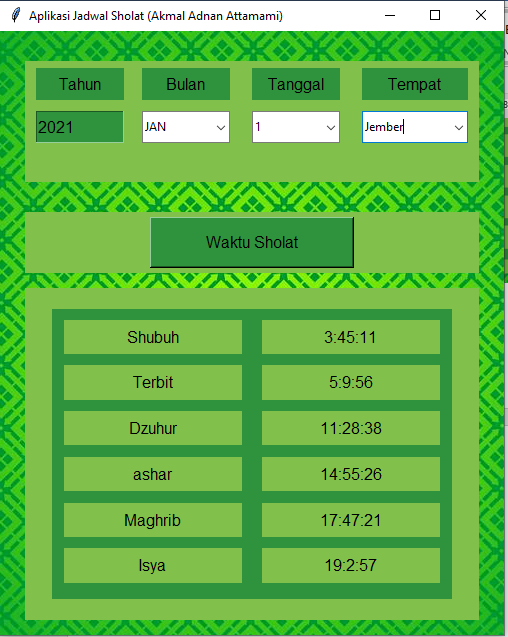 Aplikasi Jadwal Sholat (Akmal Adnan Attamami)
Tahun Bulan Tanggal Tempat
2021 JAN 1 Jember
Waktu Sholat
Shubuh 3:45:11
Terbit 5:9:56
Dzuhur 11:28:38
ashar 14:55:26
Maghrib 17:47:21
Isya 19:2:57